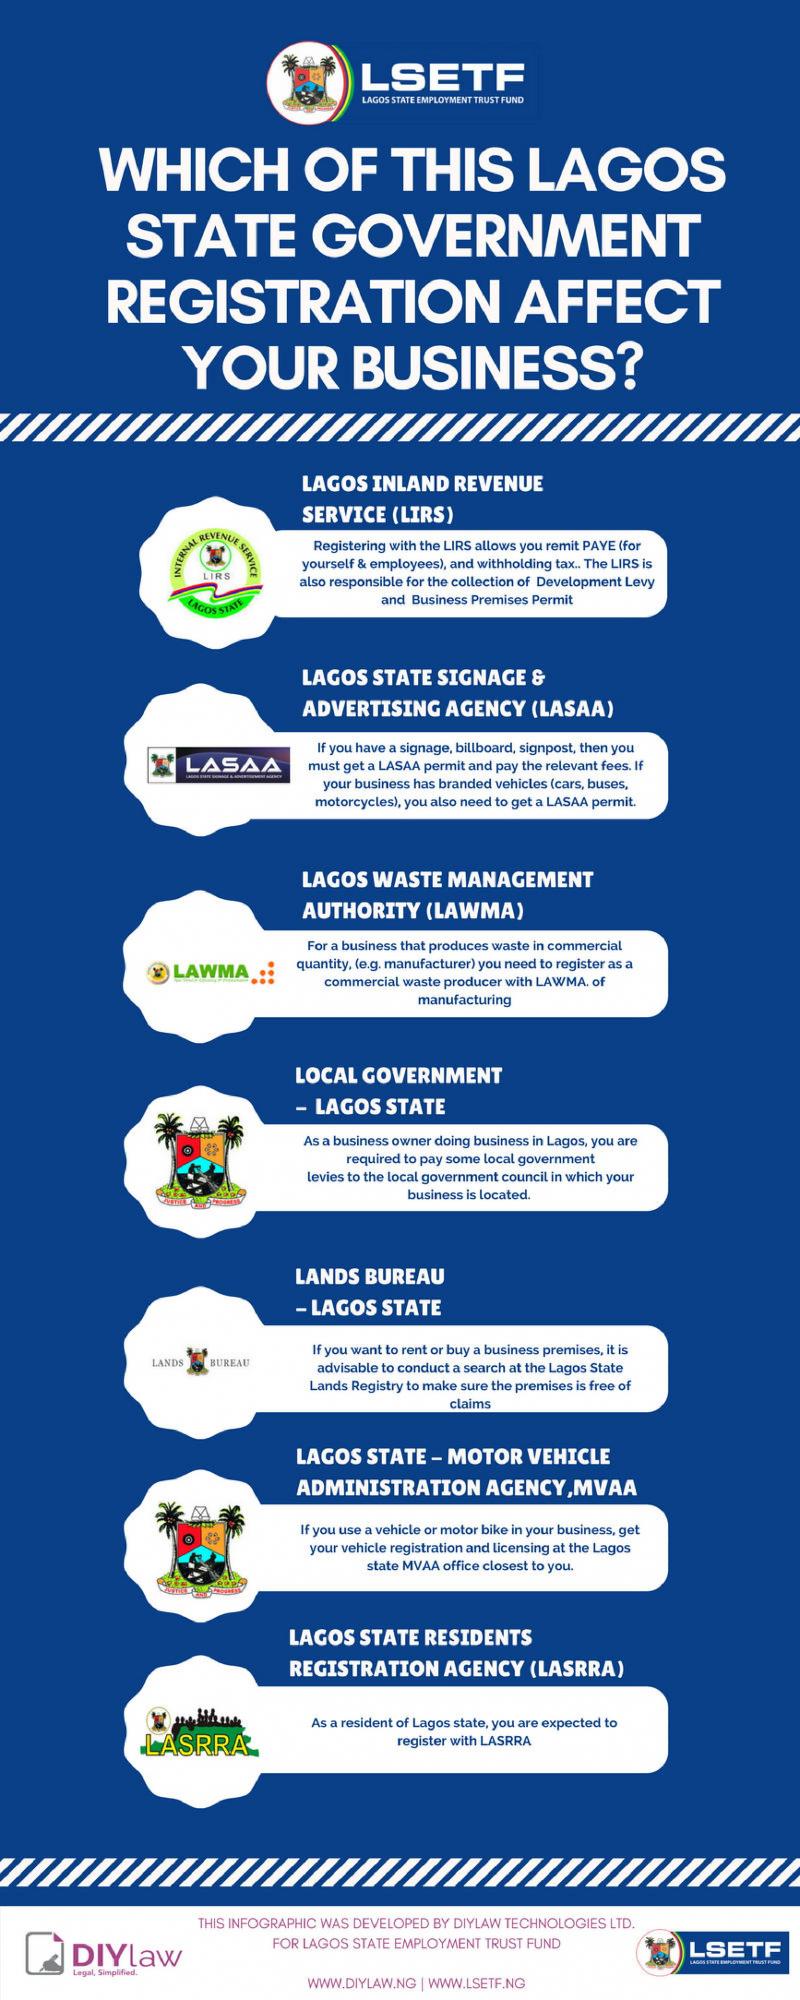 LSETF
LAGOS STATE EMPLOYMENT TRUST FUND
WHICH OF THIS LAGOS
STATE GOVERNMENT
REGISTRATION AFFECT
YOUR BUSINESS?
LAGOS INLAND REVENUE
SERVICE (LIRS)
INTERNAL REVENUE SERVICE
LIRS
LAGOS STATE
Registering with the LIRS allows you remit PAYE (for
yourself & employees), and withholding tax.. The LIRS is
also responsible for the collection of Development Levy
and Business Premises Permit
LAGOS STATE SIGNAGE &
ADVERTISING AGENCY (LASAA)
LASAA
LAGOS STATE SIGNAGE & ADVERTISEMENT AGENCY
If you have a signage, billboard, signpost, then you
must get a LASAA permit and pay the relevant fees. If
your business has branded vehicles (cars, buses,
motorcycles), you also need to get a LASAA permit.
LAGOS WASTE MANAGEMENT
AUTHORITY (LAWMA)
LAWMA
For a business that produces waste in commercial
quantity, (e.g. manufacturer) you need to register as a
commercial waste producer with LAWMA. of
manufacturing
LOCAL GOVERNMENT
– LAGOS STATE
JUSTICE AND PROGRESS
As a business owner doing business in Lagos, you are
required to pay some local government
levies to the local government council in which your
business is located.
LANDS BUREAU
– LAGOS STATE
LANDS BUREAU
If you want to rent or buy a business premises, it is
advisable to conduct a search at the Lagos State
Lands Registry to make sure the premises is free of
claims
LAGOS STATE – MOTOR VEHICLE
ADMINISTRATION AGENCY,MVAA
JUSTICE AND PROGRESS
If you use a vehicle or motor bike in your business, get
your vehicle registration and licensing at the Lagos
state MVAA office closest to you.
LAGOS STATE RESIDENTS
REGISTRATION AGENCY (LASRRA)
LASRRA
As a resident of Lagos state, you are expected to
register with LASRRA
DIYlaw
Legal, Simplified.
THIS INFOGRAPHIC WAS DEVELOPED BY DIYLAW TECHNOLOGIES LTD.
FOR LAGOS STATE EMPLOYMENT TRUST FUND
WWW.DIYLAW.NG | WWW.LSETF.NG
LSETF
LAGOS STATE EMPLOYMENT TRUST FUND